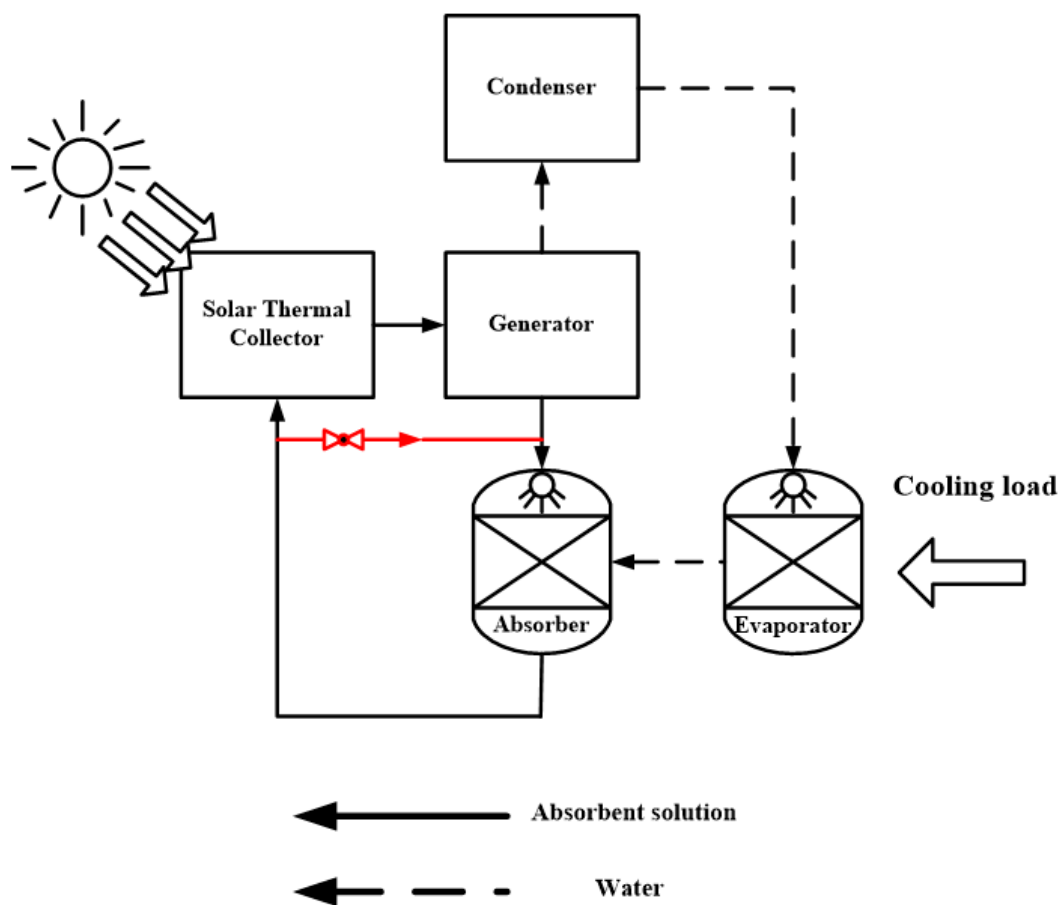 Condenser
Solar Thermal
Collector
Generator
Cooling load
Absorber
Evaporator
Absorbent solution
Water